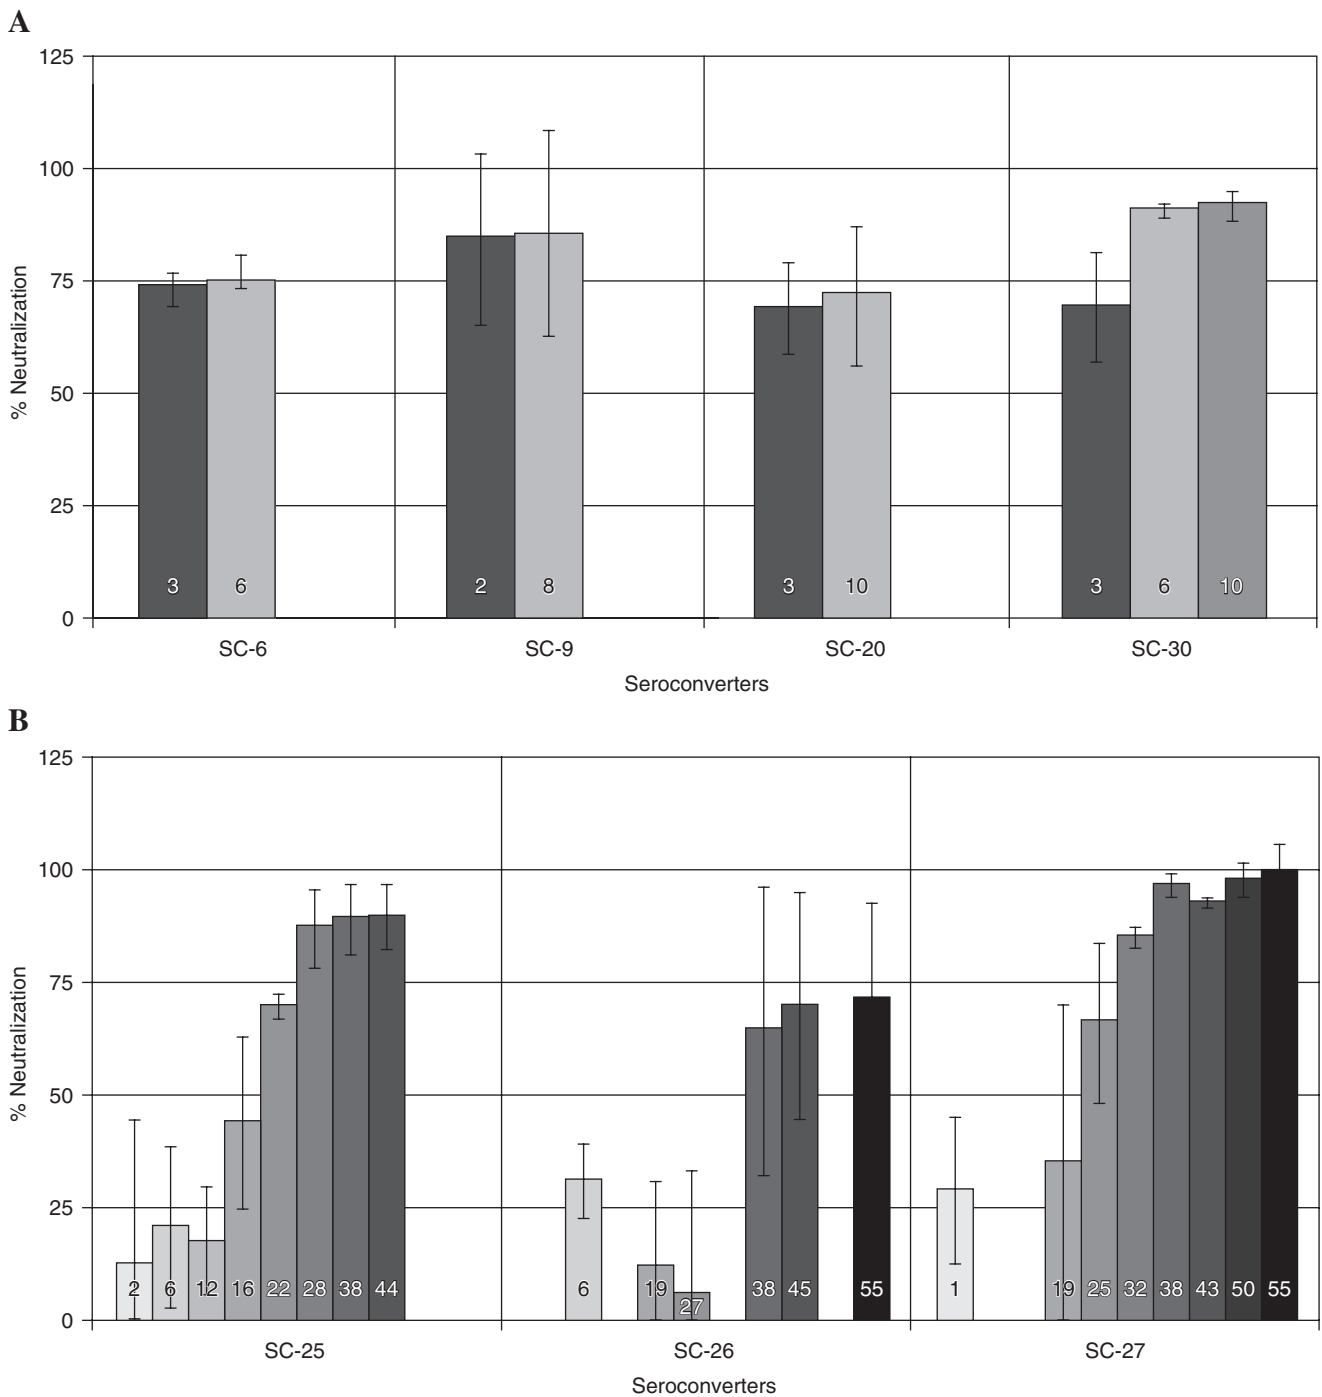 A
125
100
75
50
25
0
% Neutralization
3 6 2 8 3 10 3 6 10
SC-6 SC-9 SC-20 SC-30
Seroconverters
B
125
100
75
50
25
0
% Neutralization
2 6 12 16 22 28 38 44 6 19 27 38 45 55 1 19 25 32 38 43 50 55
SC-25 SC-26 SC-27
Seroconverters